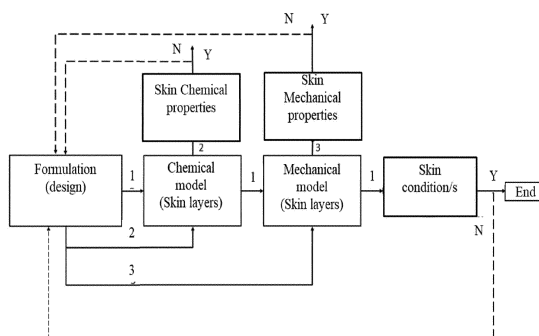 N Y
N Y
Skin Chemical
properties
Skin
Mechanical
properties
2
3
Formulation
(design)
1
Chemical
model
(Skin layers)
1
Mechanical
model
(Skin layers)
1
Skin
condition/s
Y
End
N
2
3